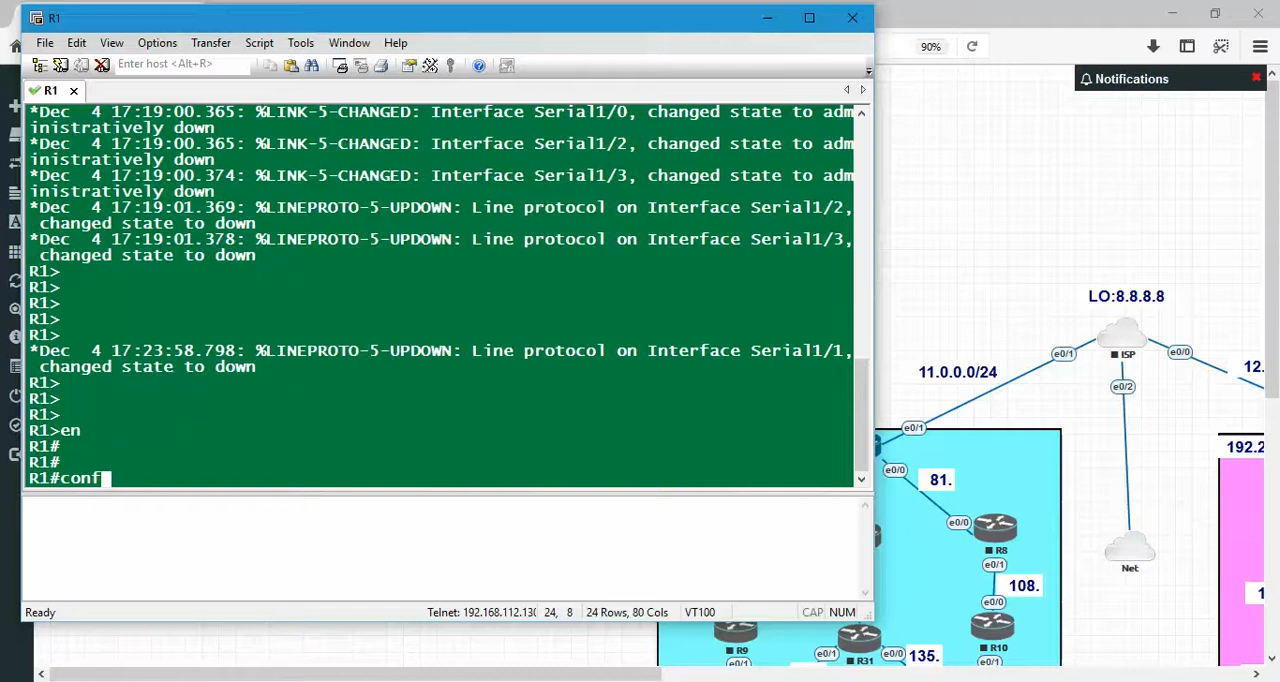 R1
File Edit View Options Transfer Script Tools Window Help
Enter host <Alt+R>
R1
*Dec  4 17:19:00.365: %LINK-5-CHANGED: Interface Serial1/0, changed state to adm
inistratively down
*Dec  4 17:19:00.365: %LINK-5-CHANGED: Interface Serial1/2, changed state to adm
inistratively down
*Dec  4 17:19:00.374: %LINK-5-CHANGED: Interface Serial1/3, changed state to adm
inistratively down
*Dec  4 17:19:01.369: %LINEPROTO-5-UPDOWN: Line protocol on Interface Serial1/2,
 changed state to down
*Dec  4 17:19:01.378: %LINEPROTO-5-UPDOWN: Line protocol on Interface Serial1/3,
 changed state to down
R1>
R1>
R1>
R1>
R1>
*Dec  4 17:23:58.798: %LINEPROTO-5-UPDOWN: Line protocol on Interface Serial1/1,
 changed state to down
R1>
R1>
R1>
R1>en
R1#
R1#
R1#conf
Ready Telnet: 192.168.112.130 24, 8 24 Rows, 80 Cols VT100 CAP NUM
90%
Notifications
LO:8.8.8.8
ISP
e0/1
e0/0
e0/2
11.0.0.0/24
12.
e0/1
192.2
e0/0
81.
e0/0
R8
e0/1
Net
108.
e0/0
R9
e0/1
R31
e0/1
e0/0
135.
R10
e0/1
1